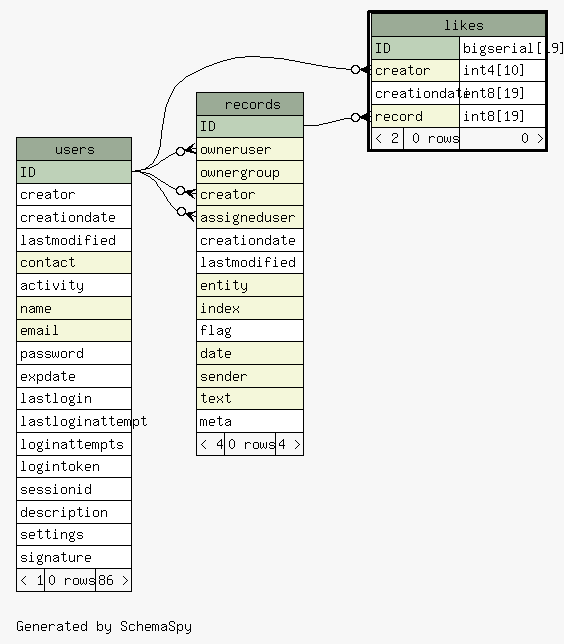 likes
ID bigserial[19]
creator int4[10]
creationdate int8[19]
record int8[19]
< 2 0 rows 0 >
records
ID
owneruser
ownergroup
creator
assigneduser
creationdate
lastmodified
entity
index
flag
date
sender
text
meta
< 4 0 rows 4 >
users
ID
creator
creationdate
lastmodified
contact
activity
name
email
password
expdate
lastlogin
lastloginattempt
loginattempts
logintoken
sessionid
description
settings
signature
< 1 0 rows 86 >
Generated by SchemaSpy